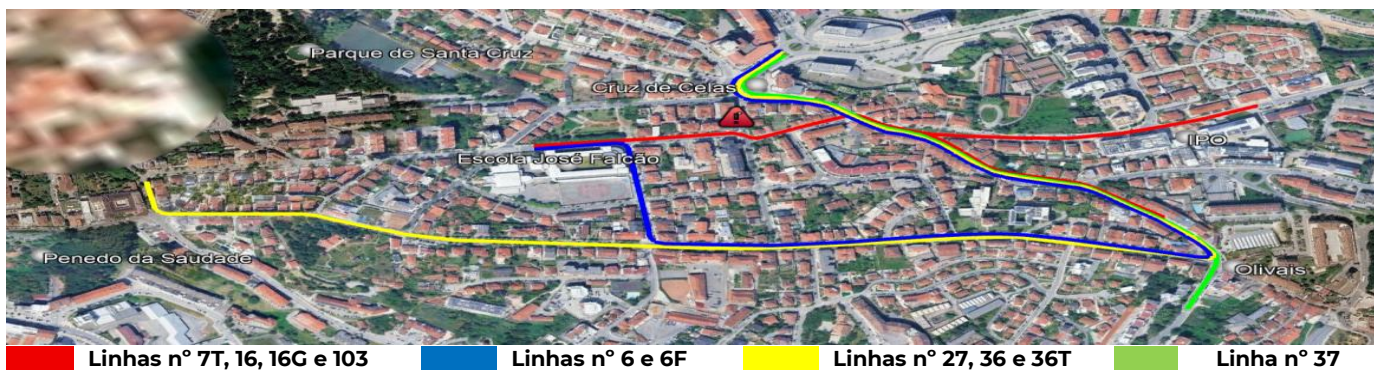 Parque de Santa Cruz
Cruz de Celas
IPO
Escola José Falcão
Penedo da Saudade
Olivais
Linhas nº 7T, 16, 16G e 103
Linhas nº 6 e 6F
Linhas nº 27, 36 e 36T
Linha nº 37